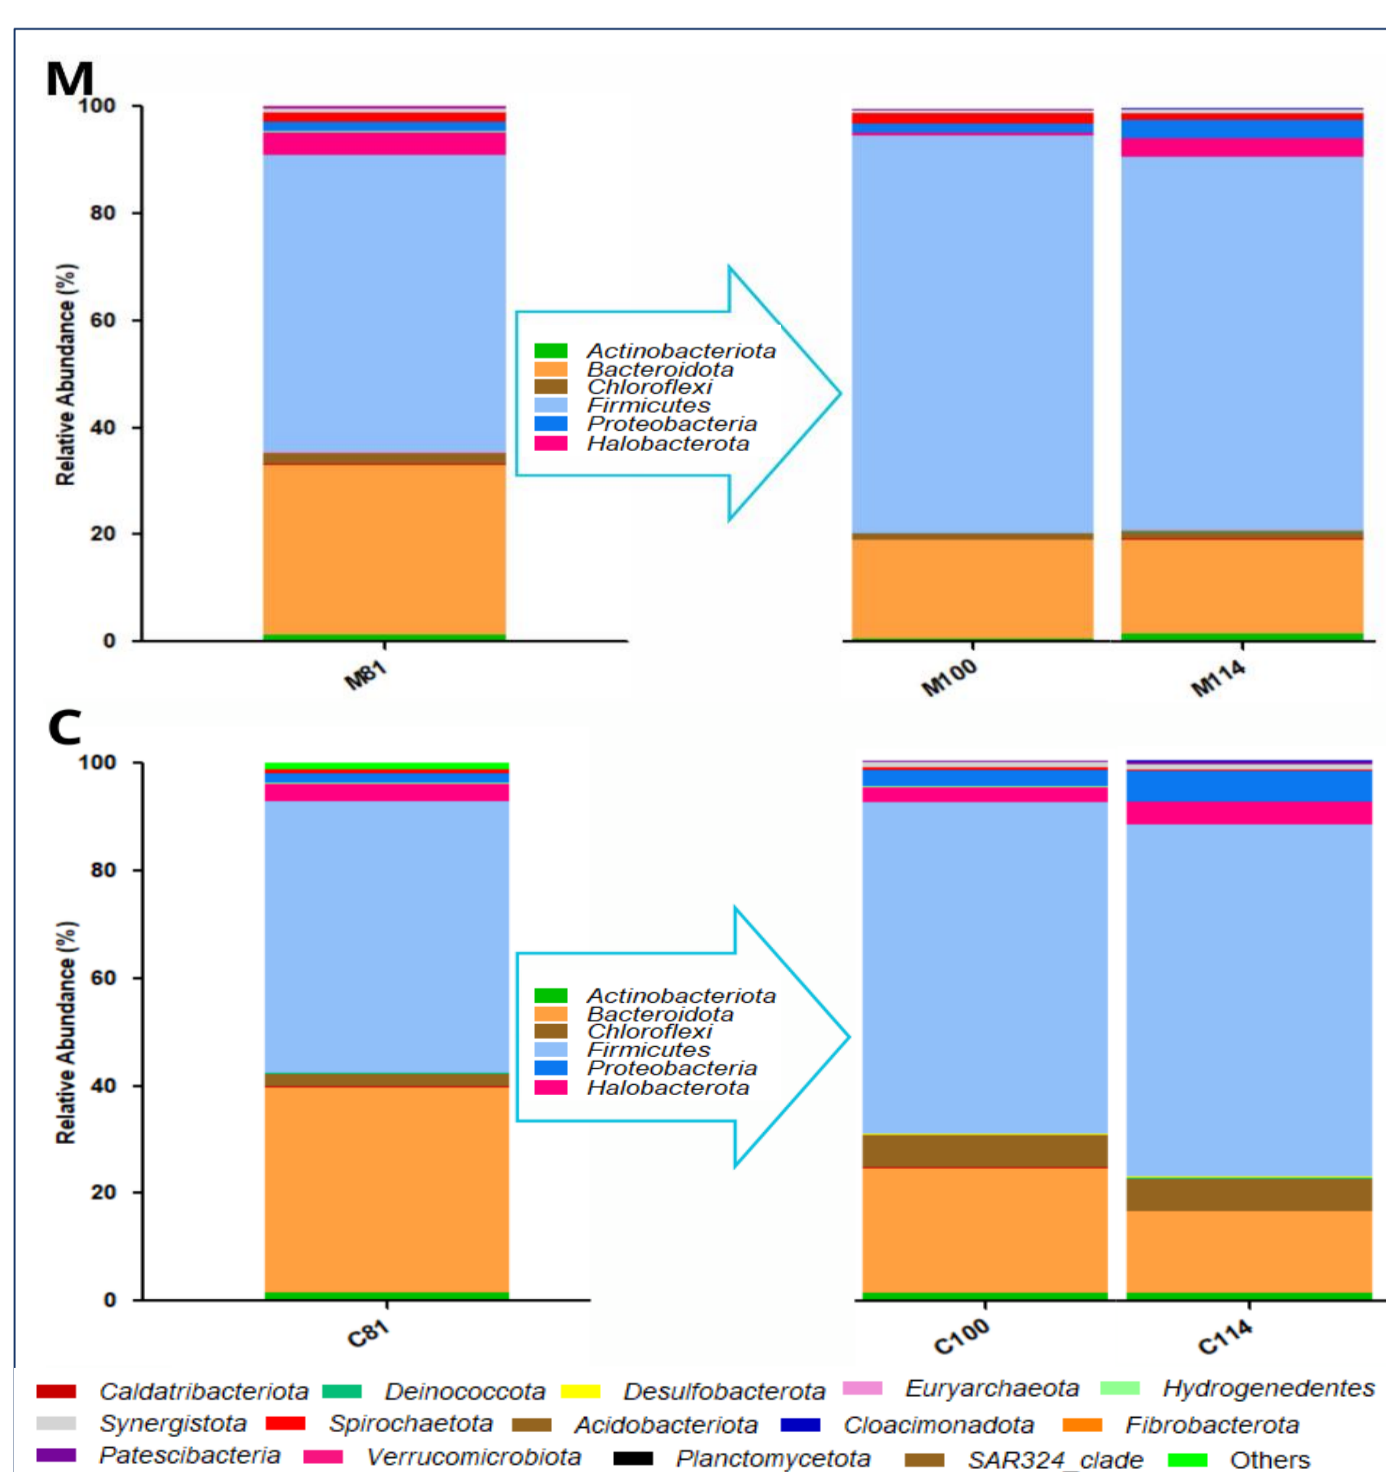 M
100
80
60
40
20
0
Relative Abundance (%)
Actinobacteriota
Bacteroidota
Chloroflexi
Firmicutes
Proteobacteria
Halobacterota
M81
M100
M114
C
100
80
60
40
20
0
Relative Abundance (%)
Actinobacteriota
Bacteroidota
Chloroflexi
Firmicutes
Proteobacteria
Halobacterota
C81
C100
C114
Caldatribacteriota Deinococcota Desulfobacterota Euryarchaeota Hydrogenedentes
Synergistota Spirochaetota Acidobacteriota Cloacimonadota Fibrobacterota
Patescibacteria Verrucomicrobiota Planctomycetota SAR324_clade Others